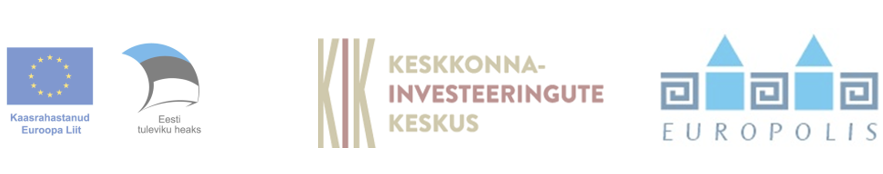 Kaasrahastanud
Euroopa Liit
Eesti
tuleviku heaks
KIK
KESKKONNA-
INVESTEERINGUTE
KESKUS
EUROPOLIS